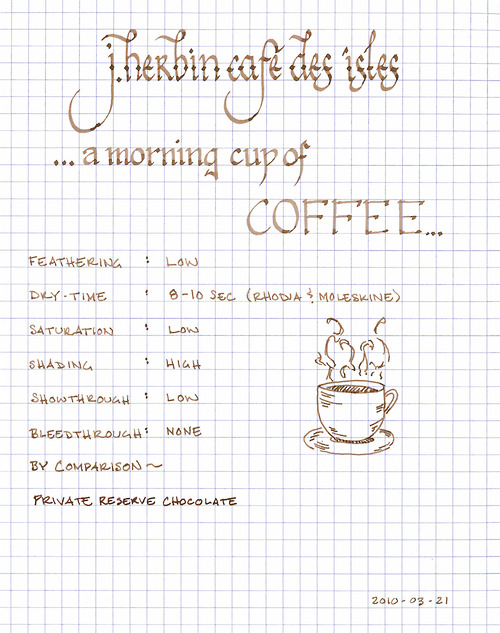 j.herbin café des isles
...a morning cup of
COFFEE...
FEATHERING : LOW
DRY-TIME : 8-10 SEC (RHODIA & MOLESKINE)
SATURATION : LOW
SHADING : HIGH
SHOWTHROUGH : LOW
BLEEDTHROUGH : NONE
BY COMPARISON ~
PRIVATE RESERVE CHOCOLATE
2010-03-21